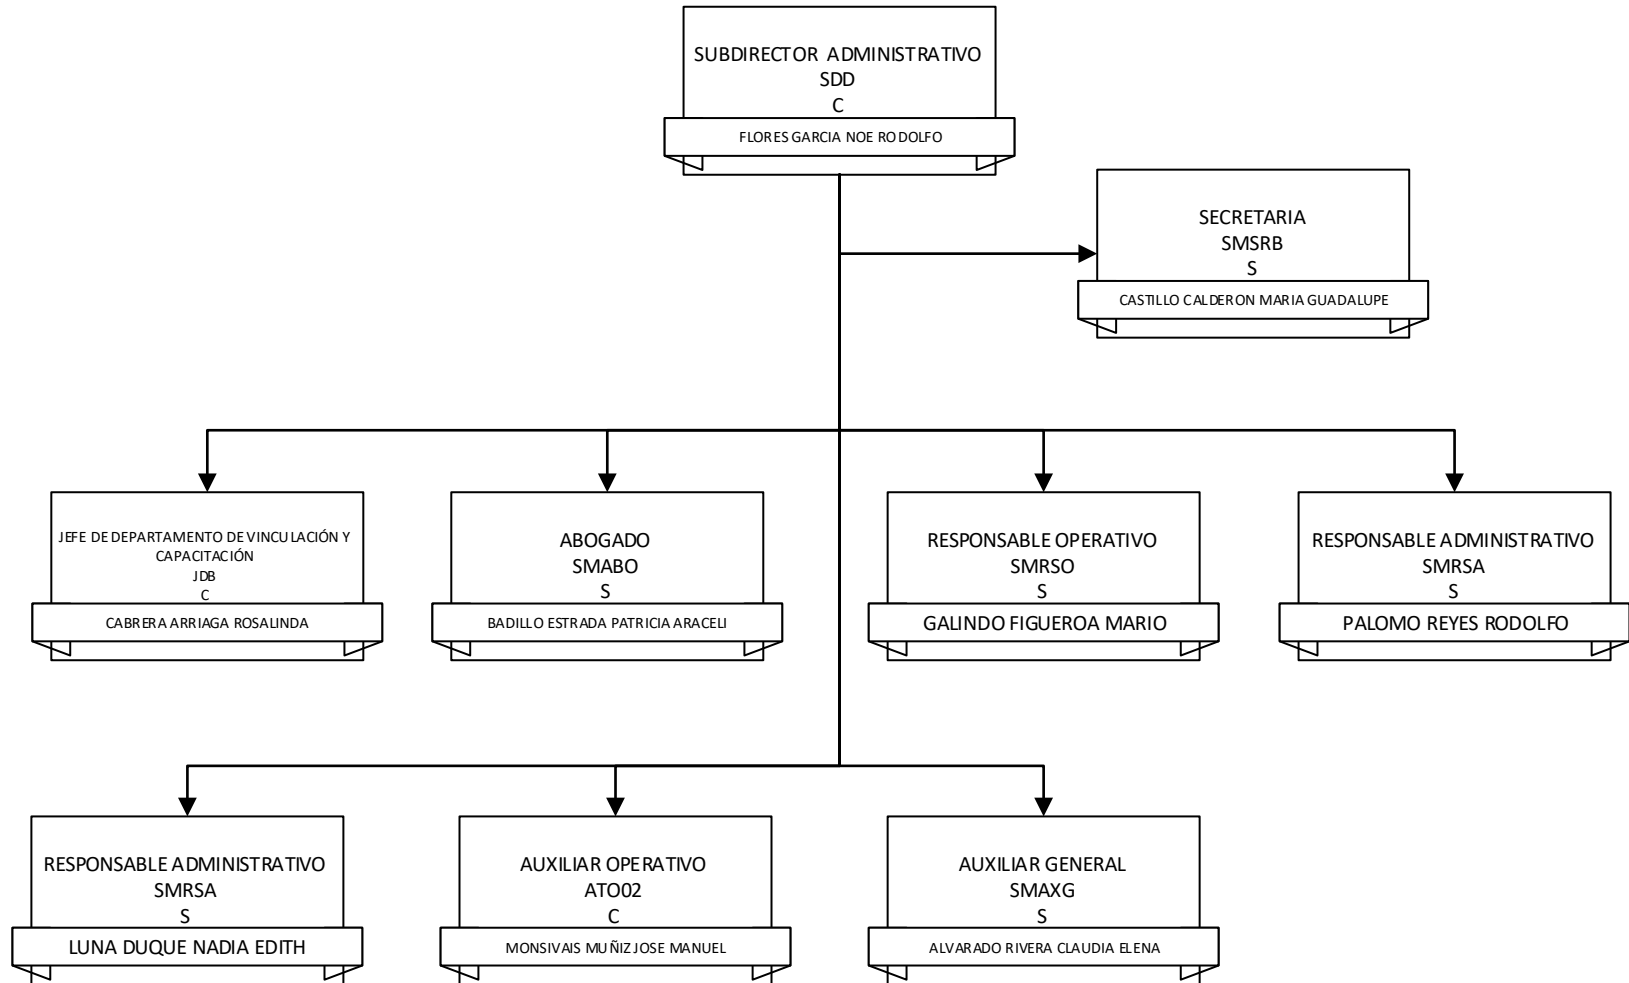 SUBDIRECTOR ADMINISTRATIVO
SDD
C
FLORES GARCIA NOE RODOLFO
SECRETARIA
SMSRB
S
CASTILLO CALDERON MARIA GUADALUPE
JEFE DE DEPARTAMENTO DE VINCULACIÓN Y
CAPACITACIÓN
JDB
C
CABRERA ARRIAGA ROSALINDA
ABOGADO
SMABO
S
BADILLO ESTRADA PATRICIA ARACELI
RESPONSABLE OPERATIVO
SMRSO
S
GALINDO FIGUEROA MARIO
RESPONSABLE ADMINISTRATIVO
SMRSA
S
PALOMO REYES RODOLFO
RESPONSABLE ADMINISTRATIVO
SMRSA
S
LUNA DUQUE NADIA EDITH
AUXILIAR OPERATIVO
ATO02
C
MONSIVAIS MUÑIZ JOSE MANUEL
AUXILIAR GENERAL
SMAXG
S
ALVARADO RIVERA CLAUDIA ELENA